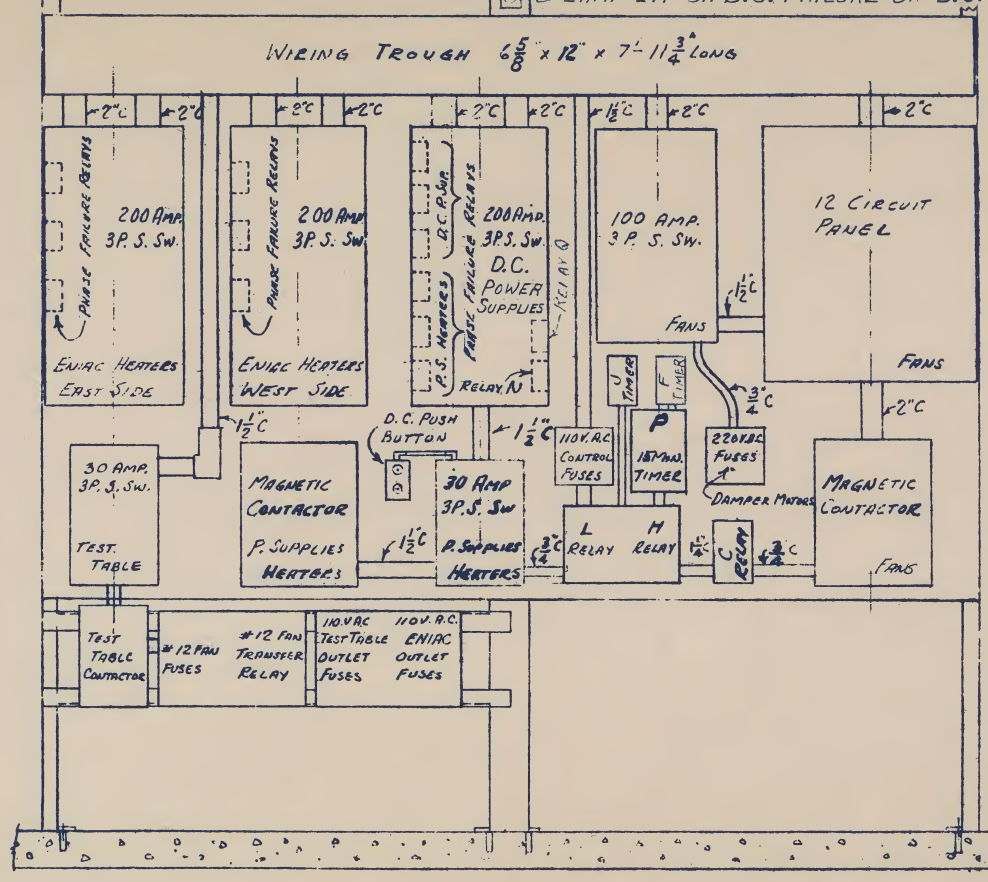 WIRING TROUGH 6 5/8" x 12" x 7'-11 3/4" LONG
2"C
2"C
2"C
2"C
2"C
2"C
1 1/2"C
2"C
2"C
PHASE FAILURE RELAYS
200 AMP.
3P. S. SW.
ENIAC HEATERS
EAST SIDE
PHASE FAILURE RELAYS
200 AMP.
3P. S. SW.
ENIAC HEATERS
WEST SIDE
D.C. P. SUP.
P. S. HEATERS
PHASE FAILURE RELAYS
200 AMP.
3P. S. SW.
D.C.
POWER
SUPPLIES
RELAY N
RELAY Q
100 AMP.
3 P. S. SW.
FANS
1 1/2"C
12 CIRCUIT
PANEL
FANS
1 1/2"C
30 AMP.
3P. S. SW.
TEST.
TABLE
MAGNETIC
CONTACTOR
P. SUPPLIES
HEATERS
D.C. PUSH
BUTTON
1 1/2"C
1 1/2"C
30 AMP
3P. S. SW
P. SUPPLIES
HEATERS
3/4"C
110 V. A.C.
CONTROL
FUSES
J
TIMER
F
TIMER
P
15 MIN.
TIMER
3/4"C
220 V. A.C.
FUSES
DAMPER MOTORS
L
RELAY
H
RELAY
C
RELAY
3/4"C
2"C
MAGNETIC
CONTACTOR
FANS
TEST
TABLE
CONTACTOR
#12 FAN
FUSES
#12 FAN
TRANSFER
RELAY
110. V. A.C
TEST TABLE
OUTLET
FUSES
110 V. A.C.
ENIAC
OUTLET
FUSES